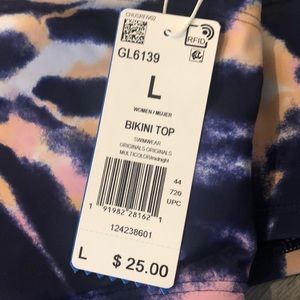 GL6139
RFID
L
WOMEN / MUJER
BIKINI TOP
SWIMWEAR
ORIGINALS ORIGINALS
MULTICOLOR/midnight
44
720
UPC
1 91982 28162 1
124238601
L $ 25.00